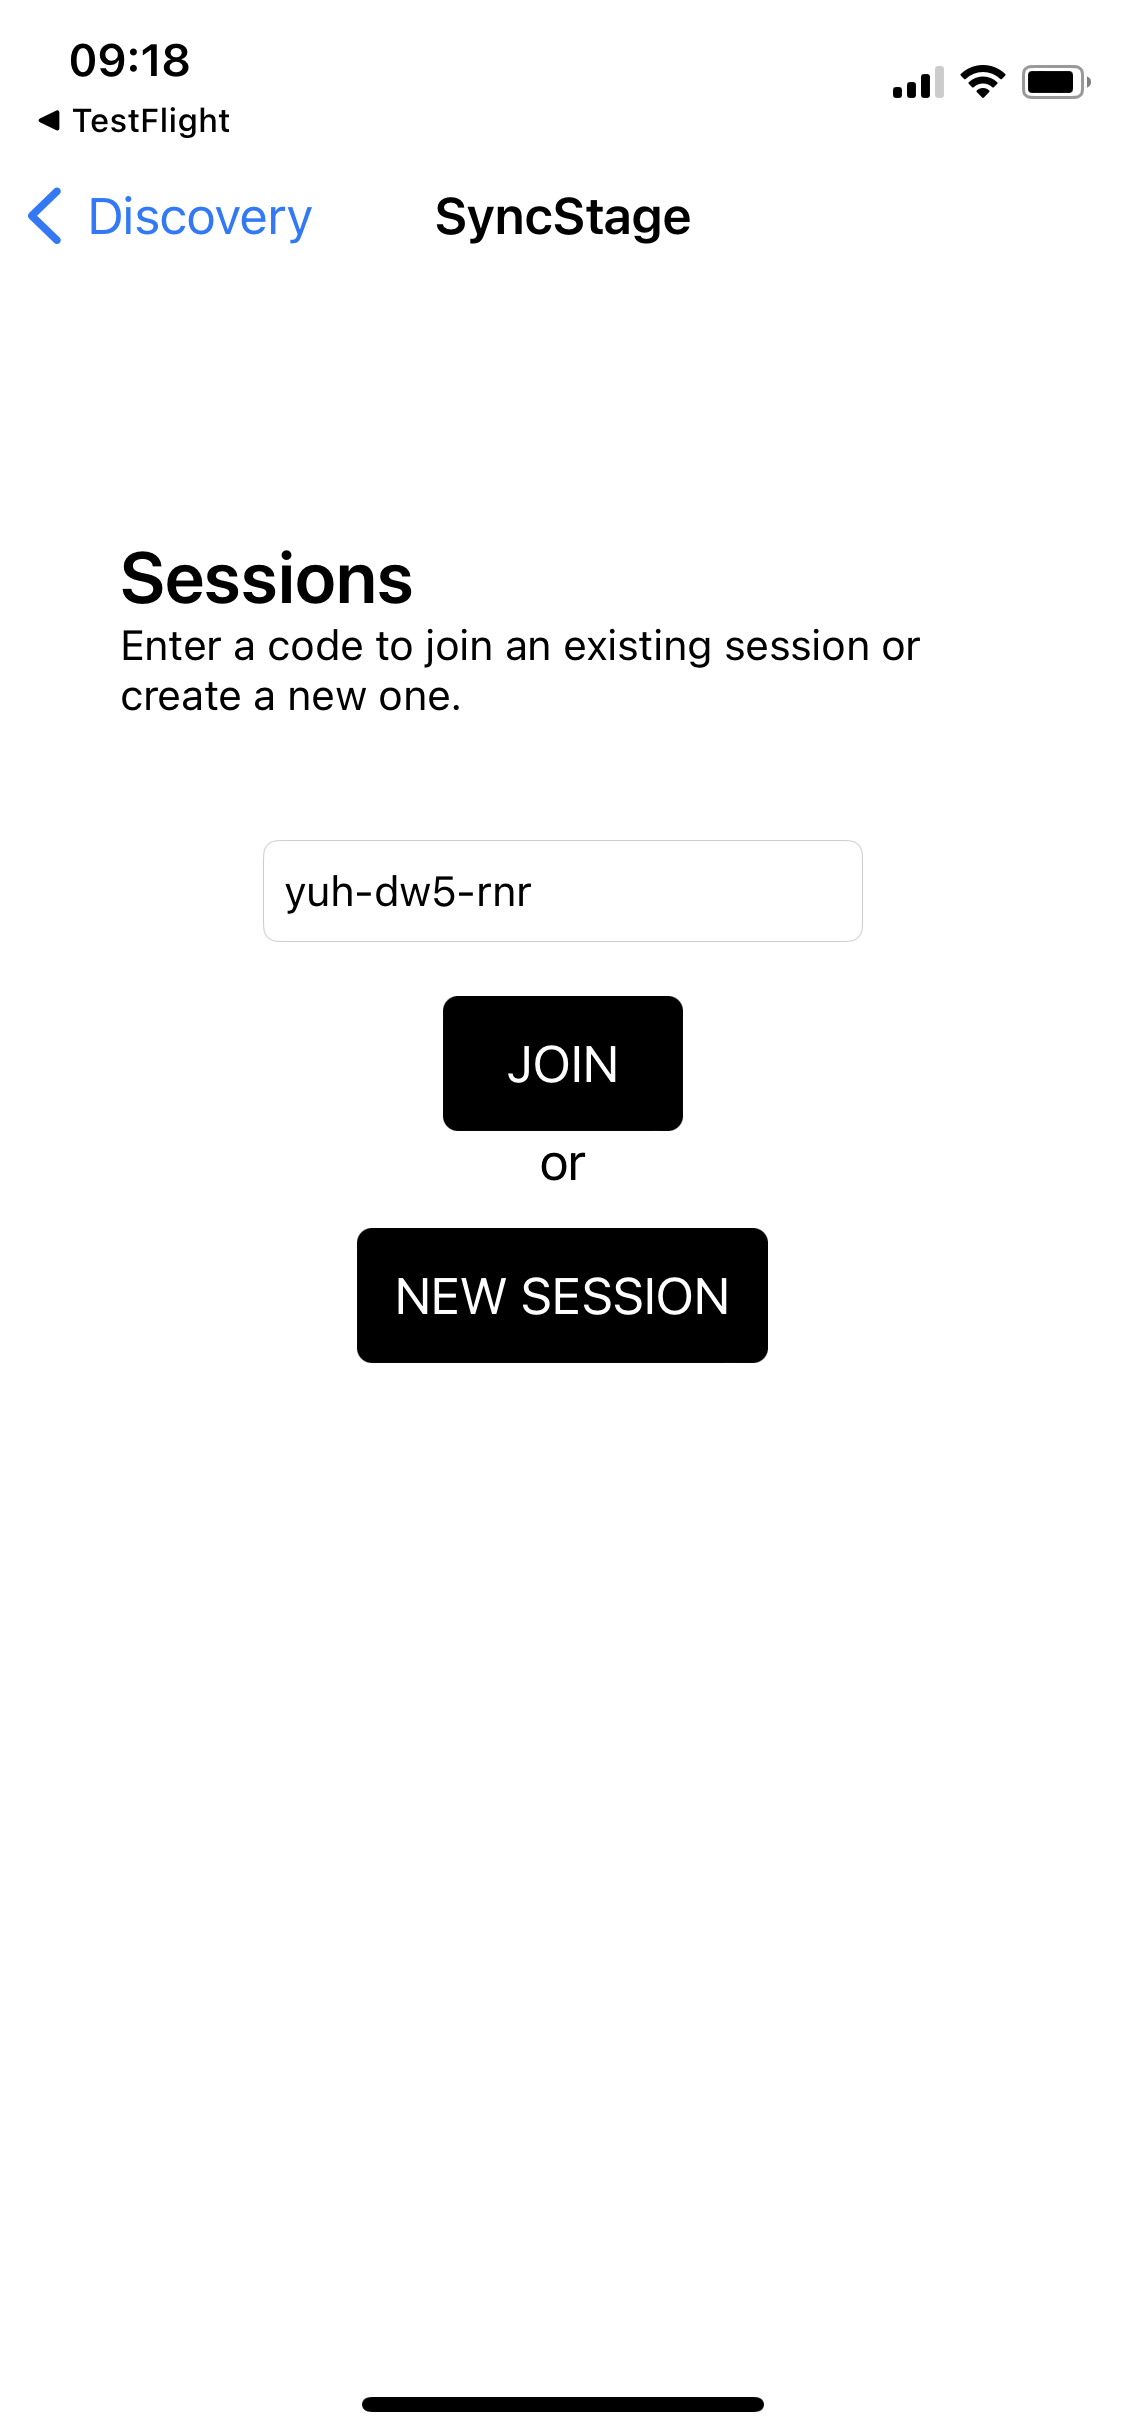 09:18
TestFlight
Discovery
SyncStage
Sessions
Enter a code to join an existing session or
create a new one.
yuh-dw5-rnr
JOIN
or
NEW SESSION